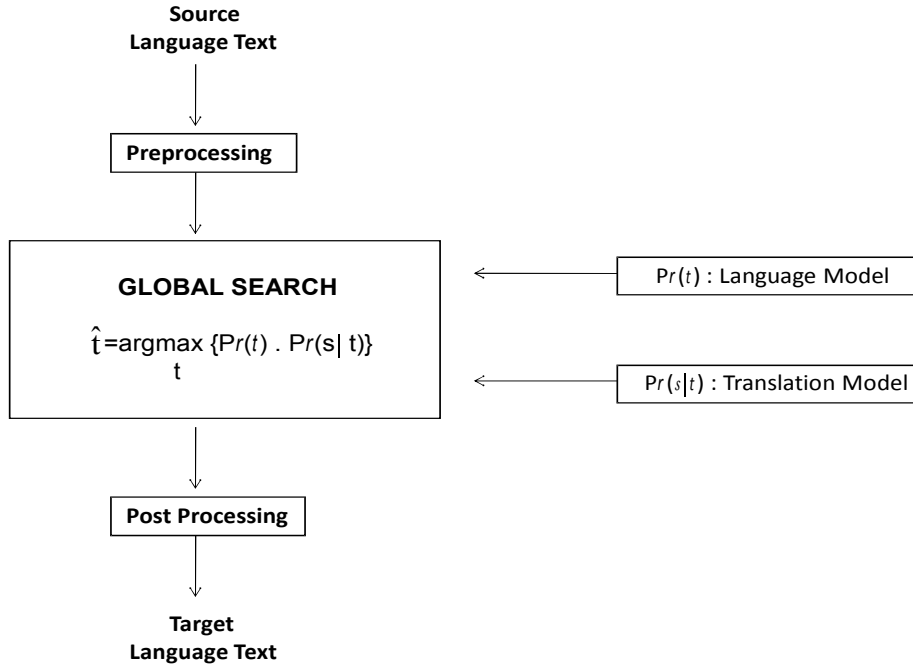 Source
Language Text
Preprocessing
GLOBAL SEARCH
t̂=argmax {Pr(t) . Pr(s| t)}
t
Pr(t) : Language Model
Pr(s|t) : Translation Model
Post Processing
Target
Language Text